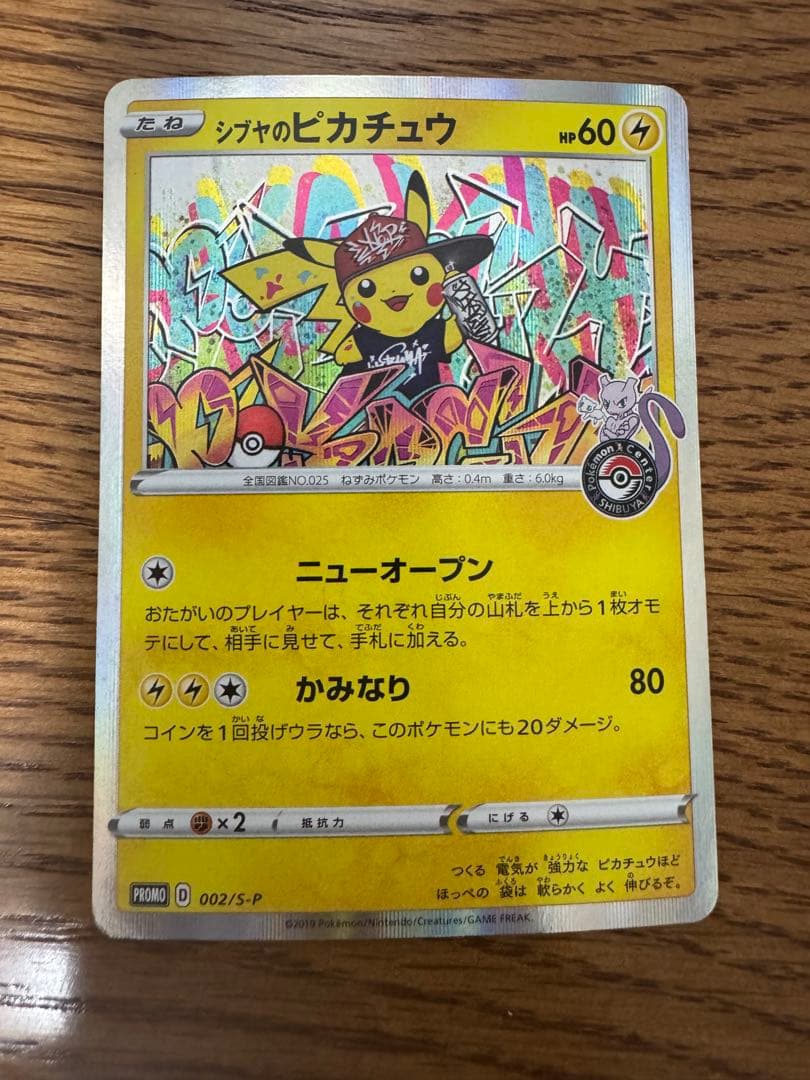 たね シブヤのピカチュウ HP60
Pokémon Center
SHIBUYA
全国図鑑NO.025 ねずみポケモン 高さ:0.4m 重さ:6.0kg
ニューオープン
おたがいのプレイヤーは、それぞれ自分の山札を上から1枚オモ
テにして、相手に見せて、手札に加える。
かみなり 80
コインを1回投げウラなら、このポケモンにも20ダメージ。
弱点 ×2 抵抗力 にげる
つくる 電気が 強力な ピカチュウほど
ほっぺの 袋は 軟らかく よく 伸びるぞ。
PROMO D 002/S-P
©2019 Pokémon/Nintendo/Creatures/GAME FREAK.